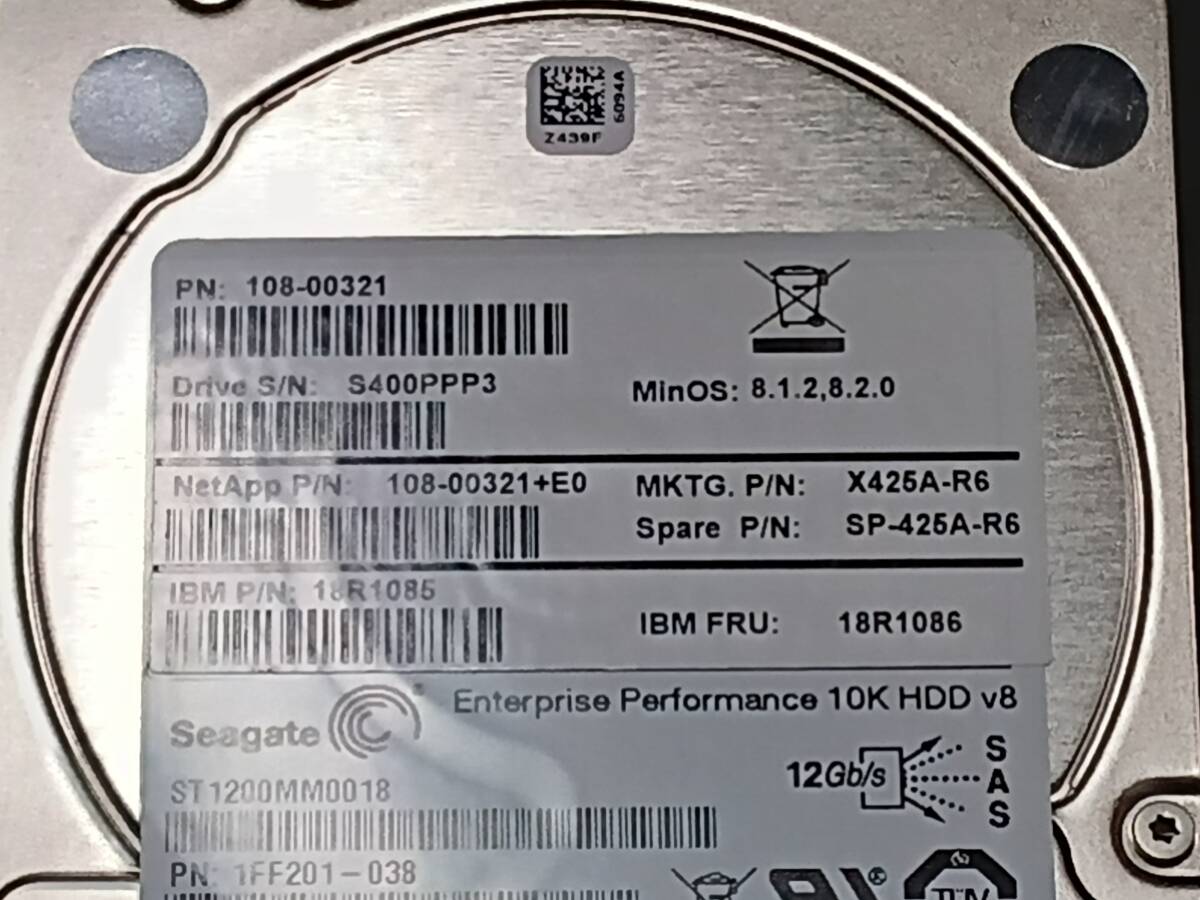 6094A
Z439F
PN: 108-00321
Drive S/N: S400PPP3
MinOS: 8.1.2,8.2.0
NetApp P/N: 108-00321+E0
MKTG. P/N: X425A-R6
Spare P/N: SP-425A-R6
IBM P/N: 18R1085
IBM FRU: 18R1086
Seagate
Enterprise Performance 10K HDD v8
12Gb/s
SAS
ST1200MM0018
PN: 1FF201-038
TÜV